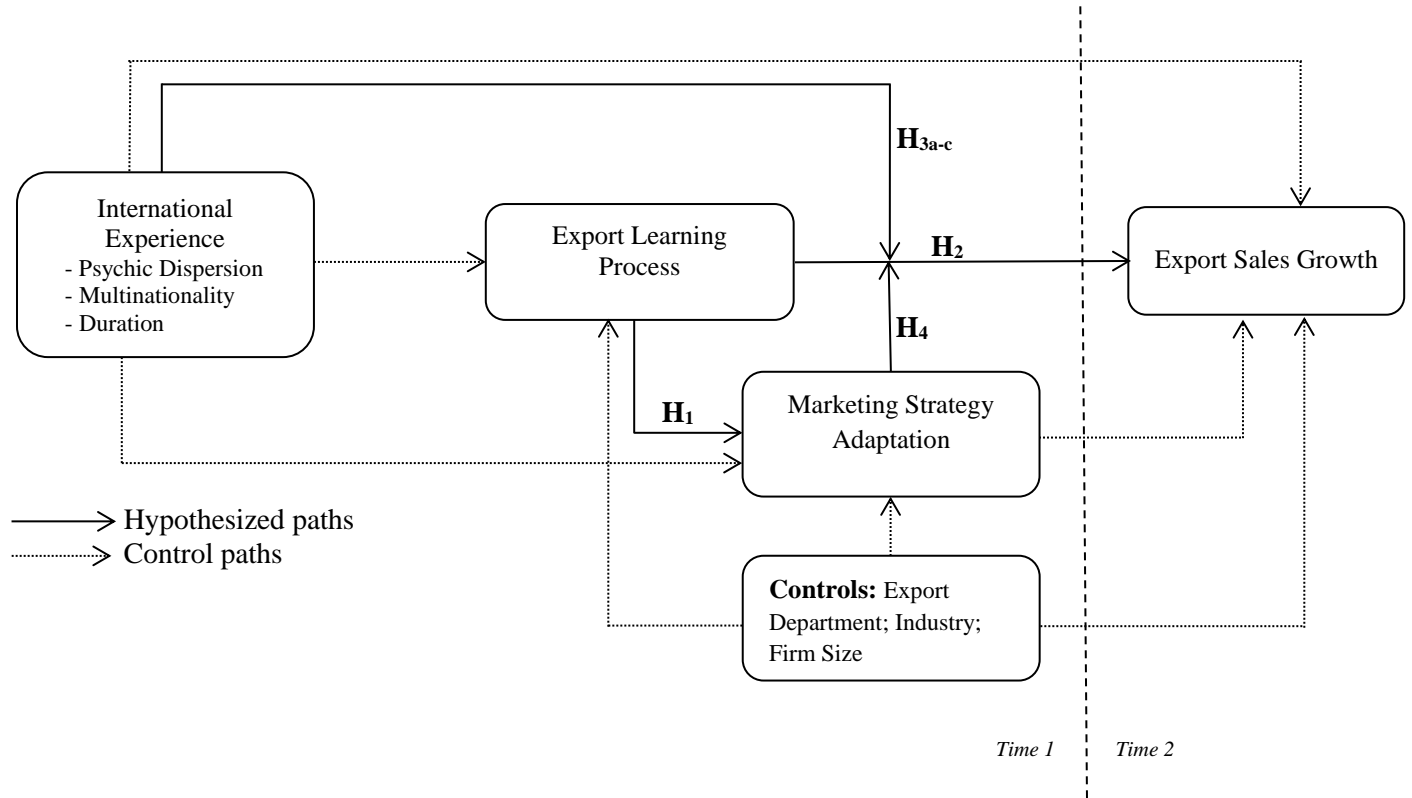 H3a-c
International
Experience
- Psychic Dispersion
- Multinationality
- Duration
Export Learning
Process
H2
Export Sales Growth
H4
H1
Marketing Strategy
Adaptation
Hypothesized paths
Control paths
Controls: Export
Department; Industry;
Firm Size
Time 1
Time 2